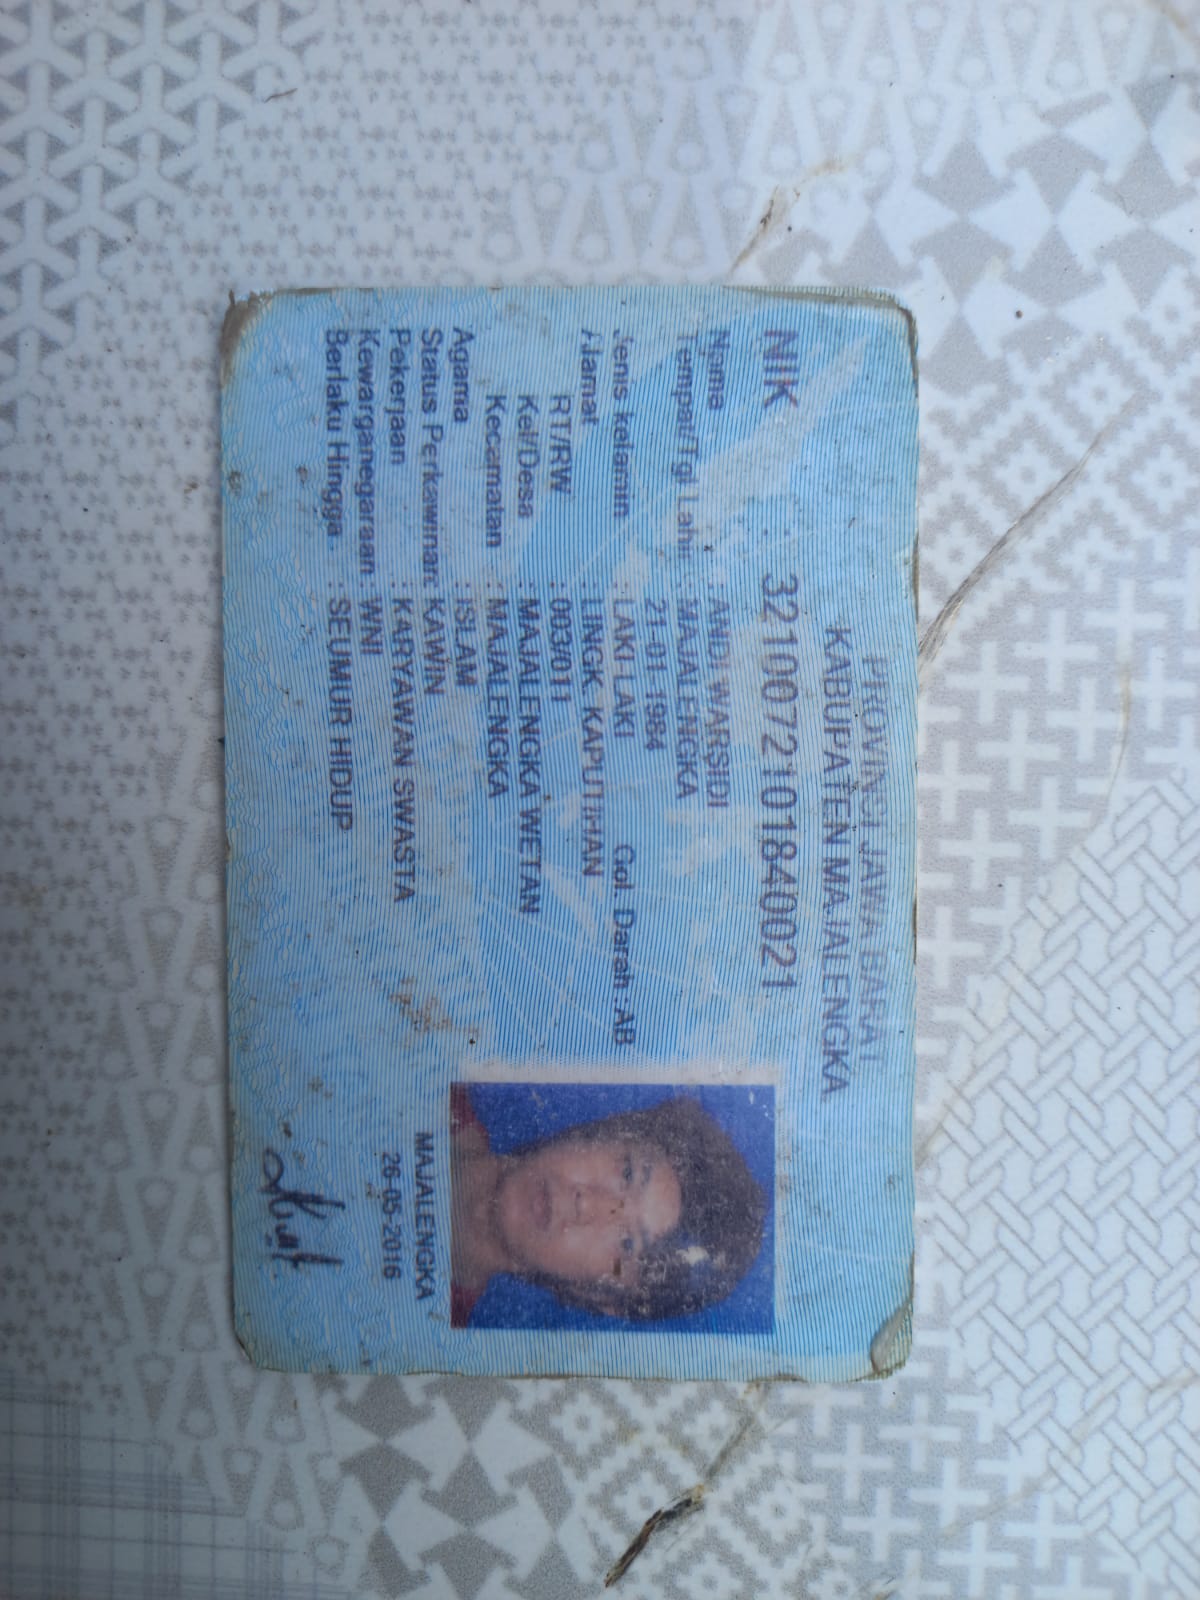 PROVINSI JAWA BARAT
KABUPATEN MAJALENGKA
NIK : 3210072101840021
Nama : ANDI WARSIDI
Tempat/Tgl Lahir : MAJALENGKA
21-01-1984
Jenis kelamin : LAKI LAKI Gol. Darah :AB
Alamat : LINGK. KAPUTIHAN
RT/RW : 003/011
Kel/Desa : MAJALENGKA WETAN
Kecamatan : MAJALENGKA
Agama : ISLAM
Status Perkawinan: KAWIN
Pekerjaan : KARYAWAN SWASTA
Kewarganegaraan : WNI
Berlaku Hingga : SEUMUR HIDUP
MAJALENGKA
26-05-2016